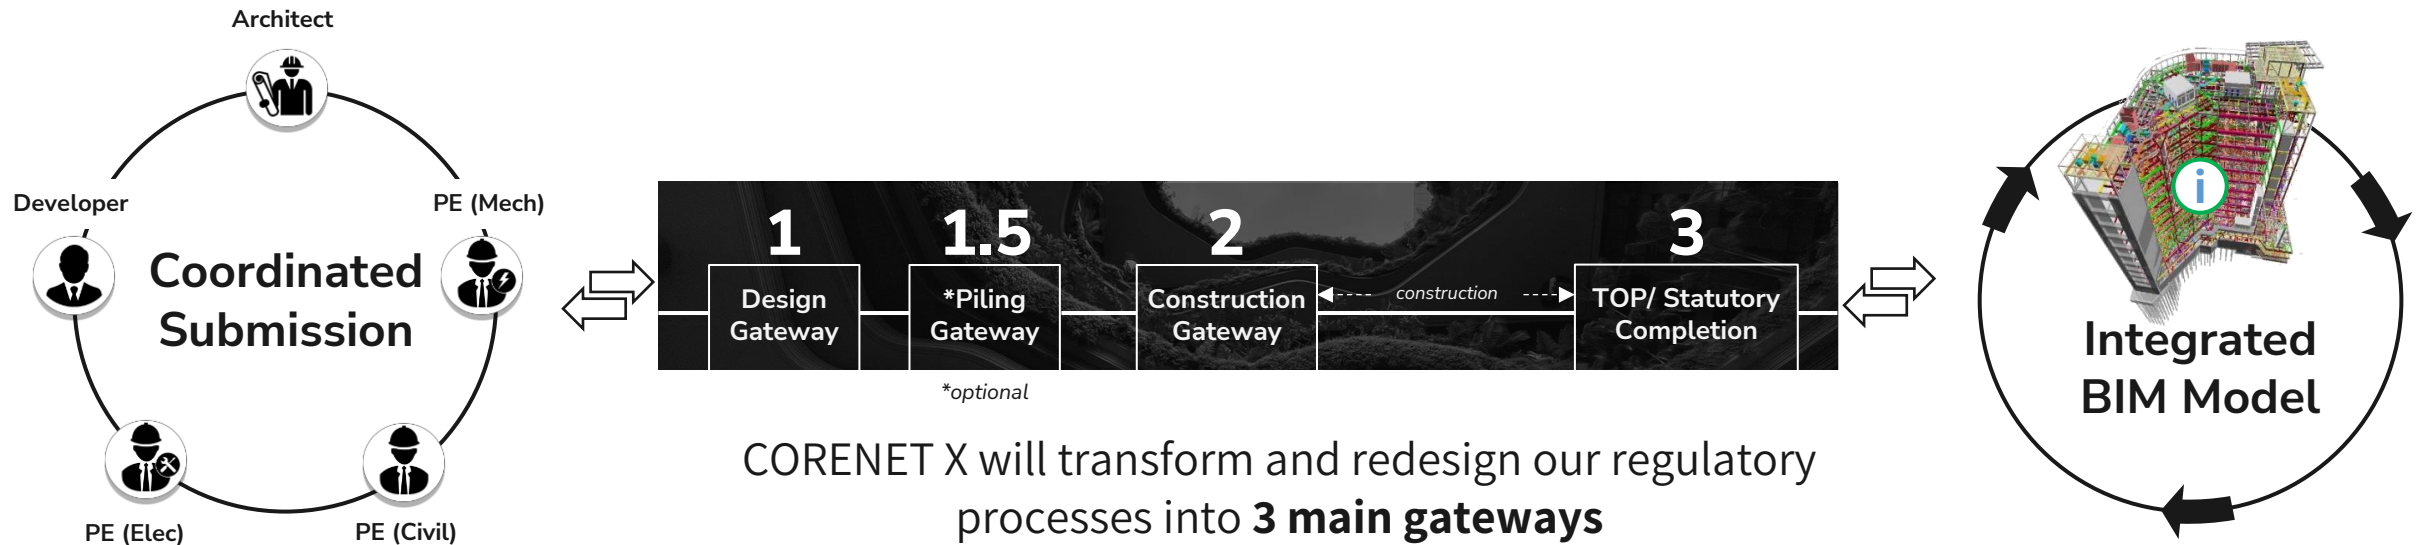 Architect
Developer
PE (Mech)
Coordinated
Submission
PE (Elec)
PE (Civil)
1
Design
Gateway
1.5
*Piling
Gateway
*optional
2
Construction
Gateway
construction
3
TOP/ Statutory
Completion
CORENET X will transform and redesign our regulatory
processes into 3 main gateways
i
Integrated
BIM Model